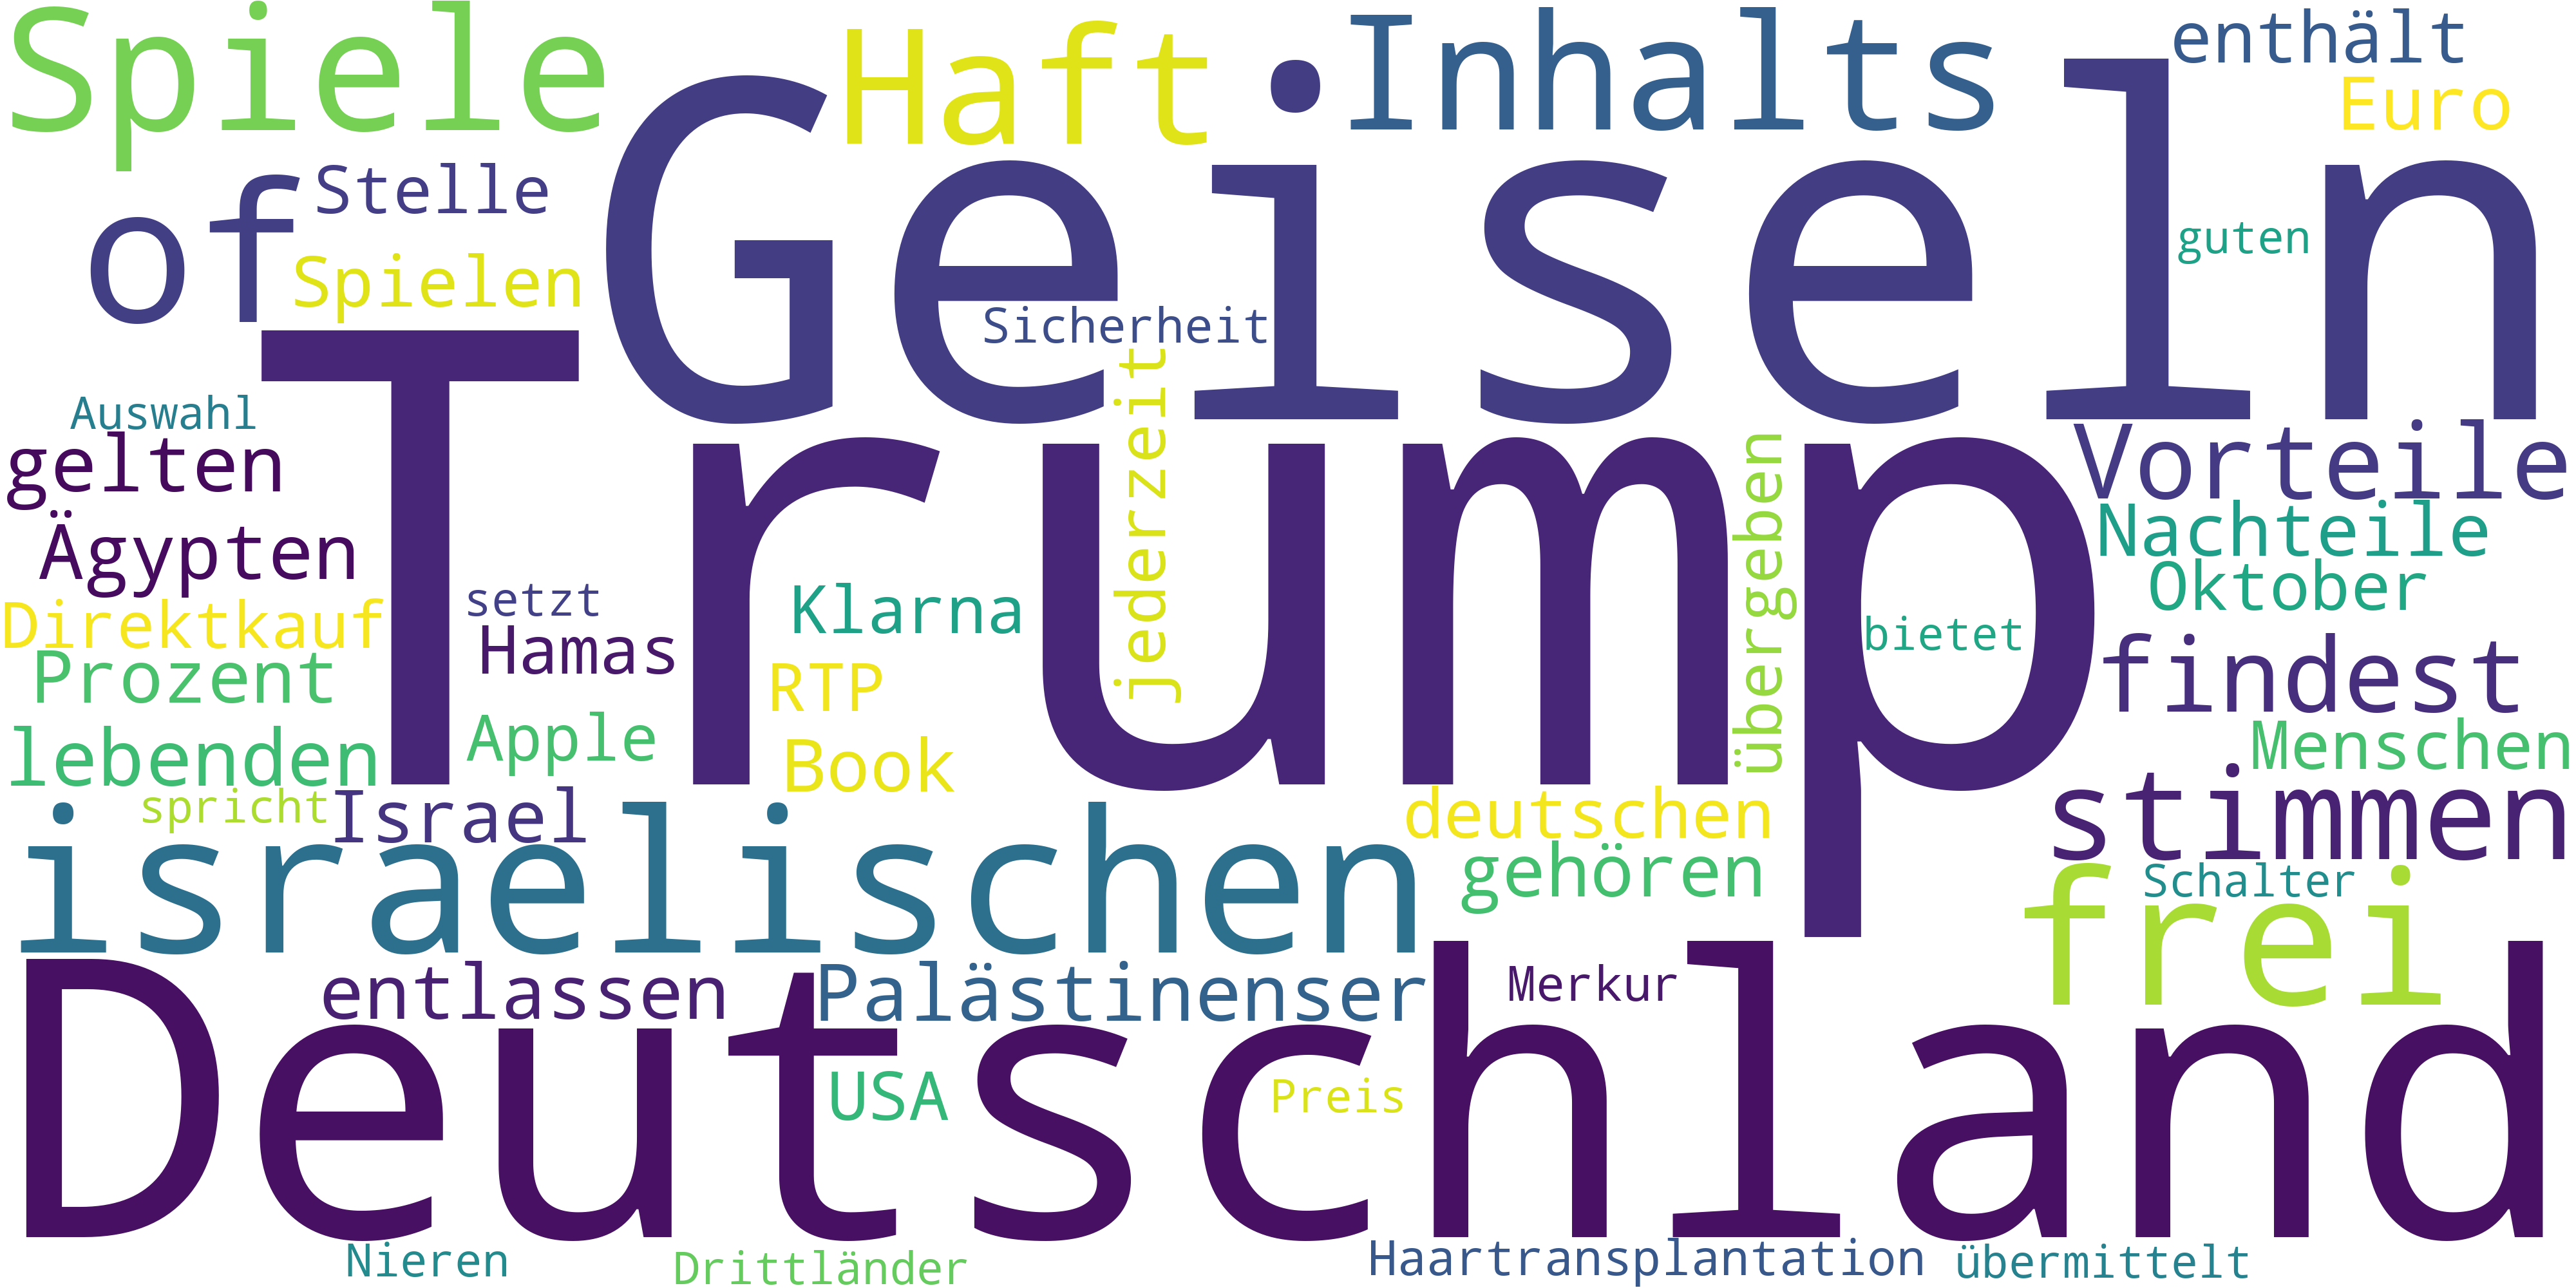 Spiele
Haft
Inhalts
enthält
Euro
Geiseln
of
Stelle
Spielen
guten
Sicherheit
Trump
jederzeit
übergeben
Auswahl
gelten
Ägypten
Direktkauf
Prozent
lebenden
setzt
Hamas
Apple
Klarna
RTP
Book
bietet
Vorteile
Nachteile
Oktober
findest
Menschen
stimmen
spricht
Israel
israelischen
deutschen
gehören
Schalter
frei
Deutschland
entlassen
Palästinenser
Merkur
USA
Preis
Nieren
Drittländer
Haartransplantation
übermittelt